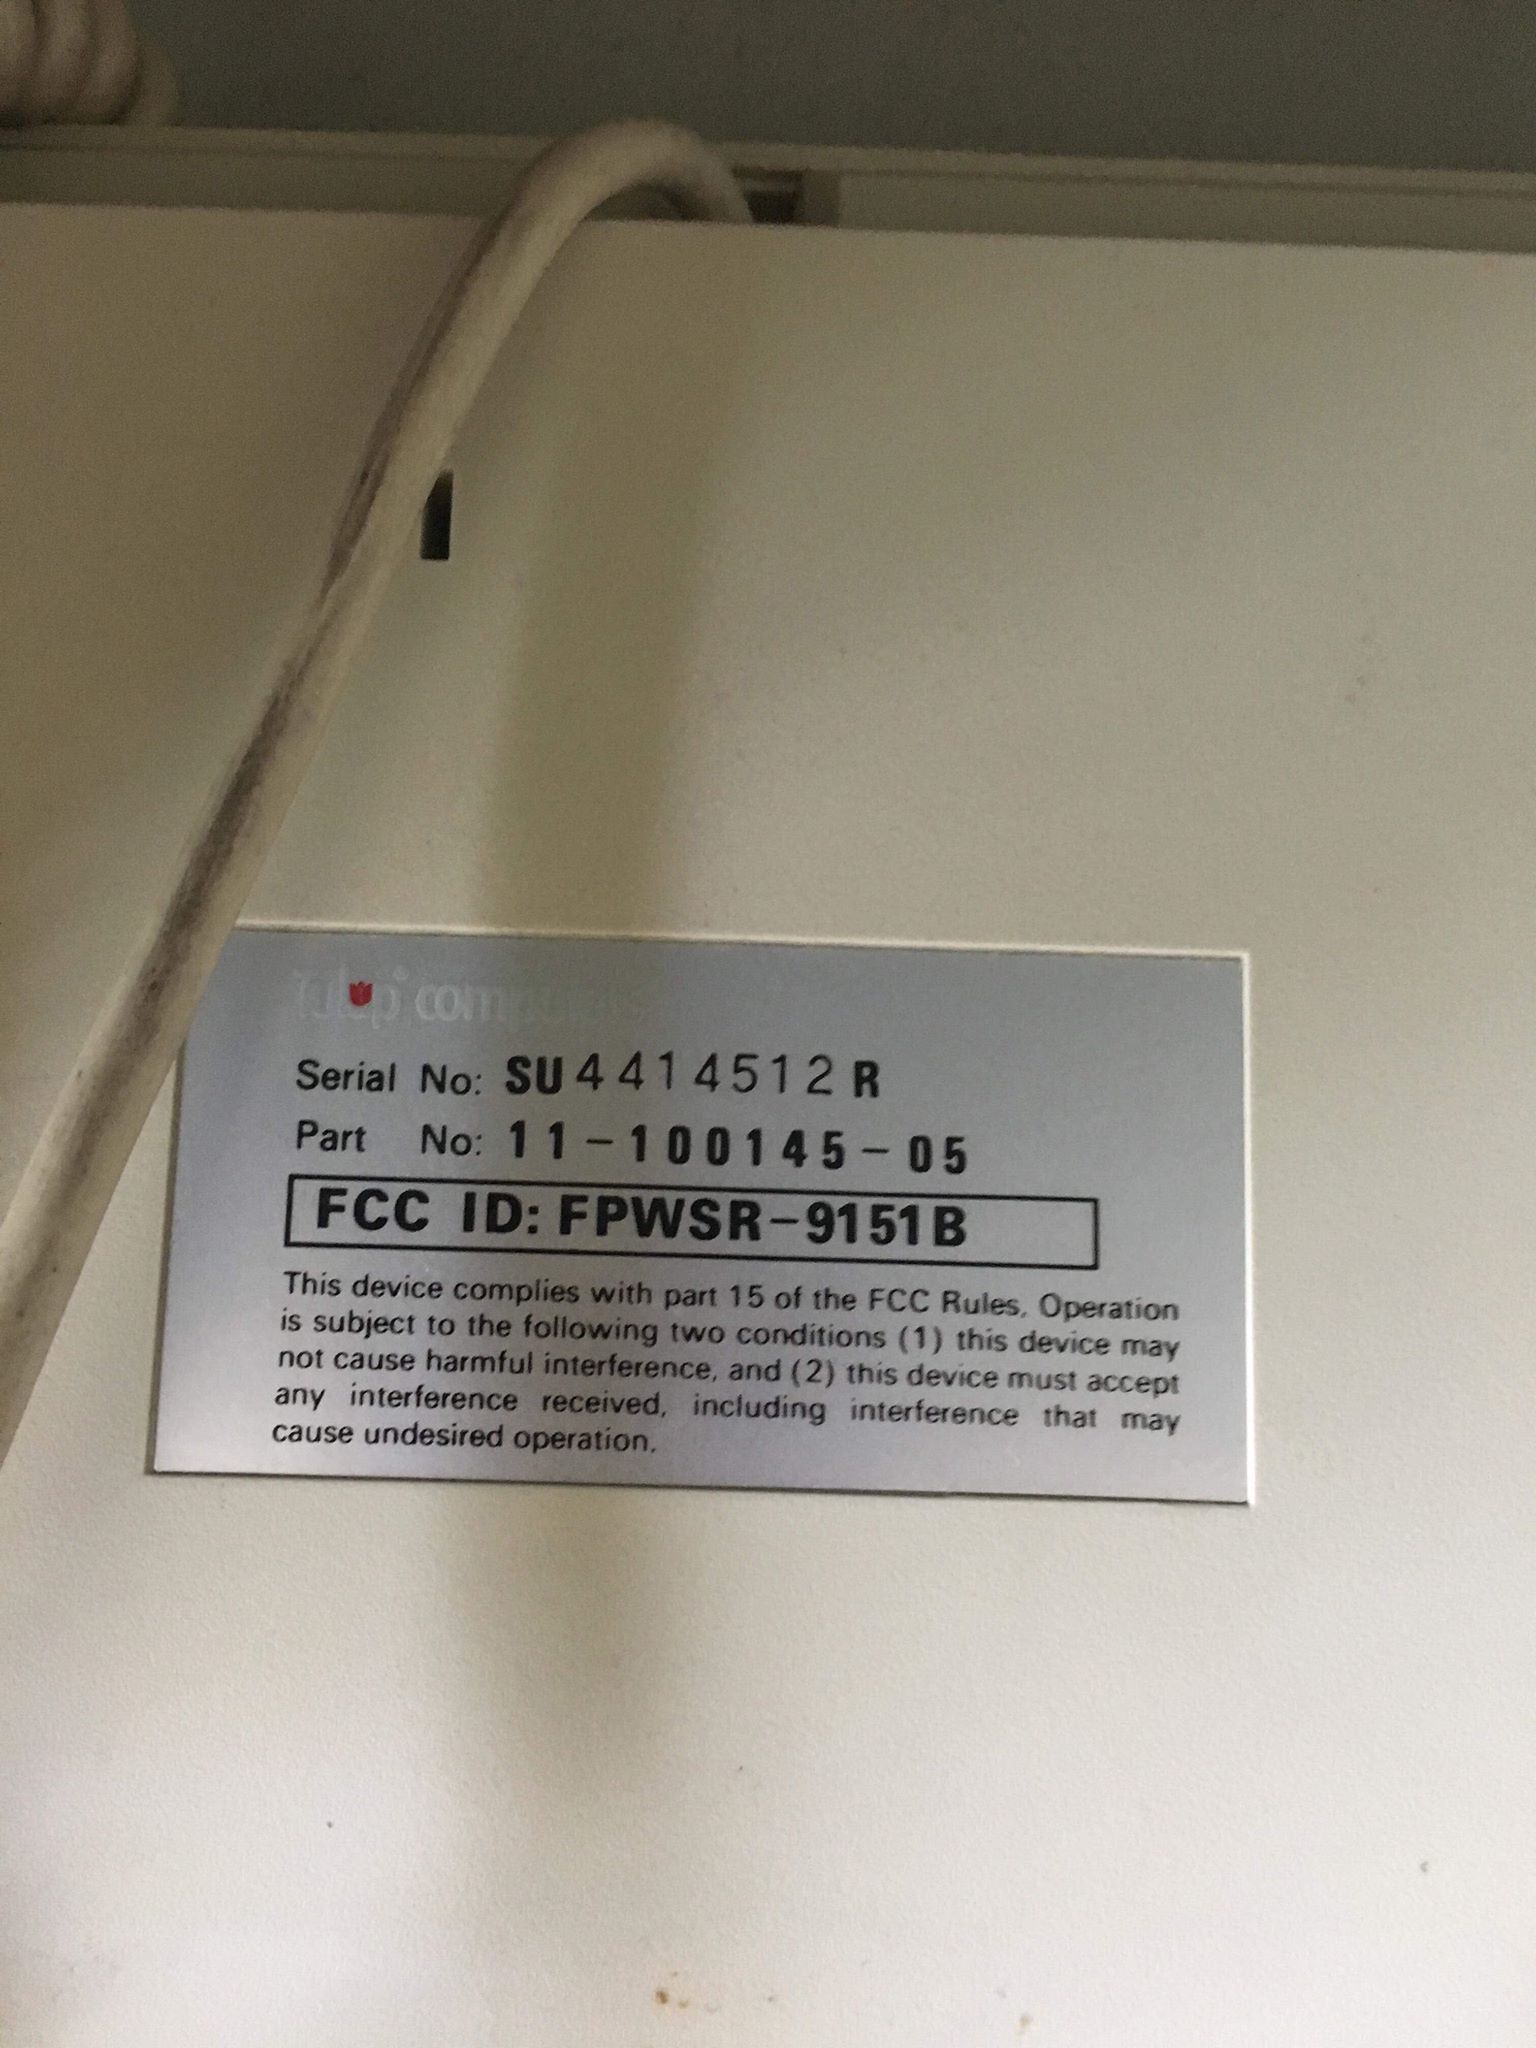 Tulip computers
Serial No: SU4414512R
Part No: 11-100145-05
FCC ID: FPWSR-9151B
This device complies with part 15 of the FCC Rules. Operation
is subject to the following two conditions (1) this device may
not cause harmful interference, and (2) this device must accept
any interference received, including interference that may
cause undesired operation.